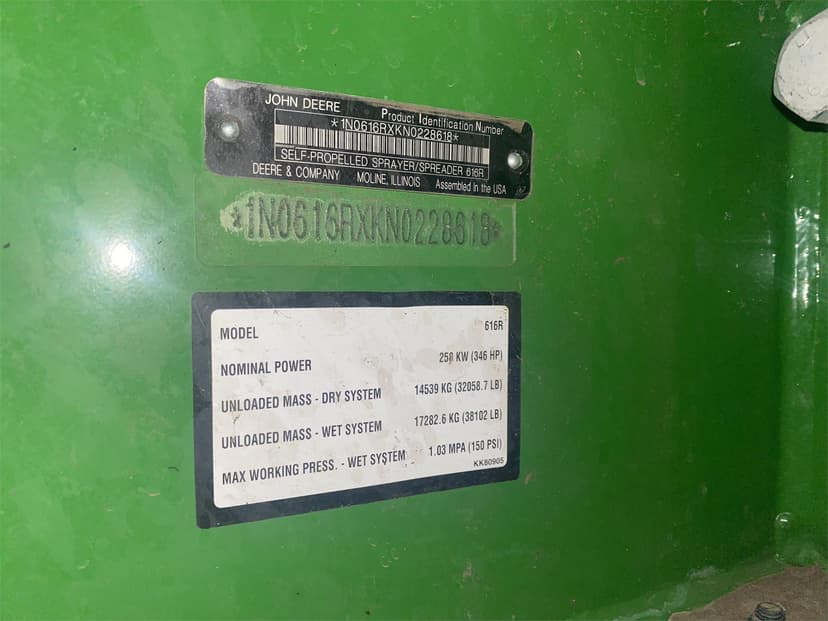 JOHN DEERE
Product Identification Number
*1N0616RXKN0228618*
SELF-PROPELLED SPRAYER/SPREADER 616R
DEERE & COMPANY MOLINE, ILLINOIS Assembled in the USA
*1N0616RXKN0228618*
MODEL 616R
NOMINAL POWER 258 KW (346 HP)
UNLOADED MASS - DRY SYSTEM 14539 KG (32058.7 LB)
UNLOADED MASS - WET SYSTEM 17282.6 KG (38102 LB)
MAX WORKING PRESS. - WET SYSTEM 1.03 MPA (150 PSI)
KK80905